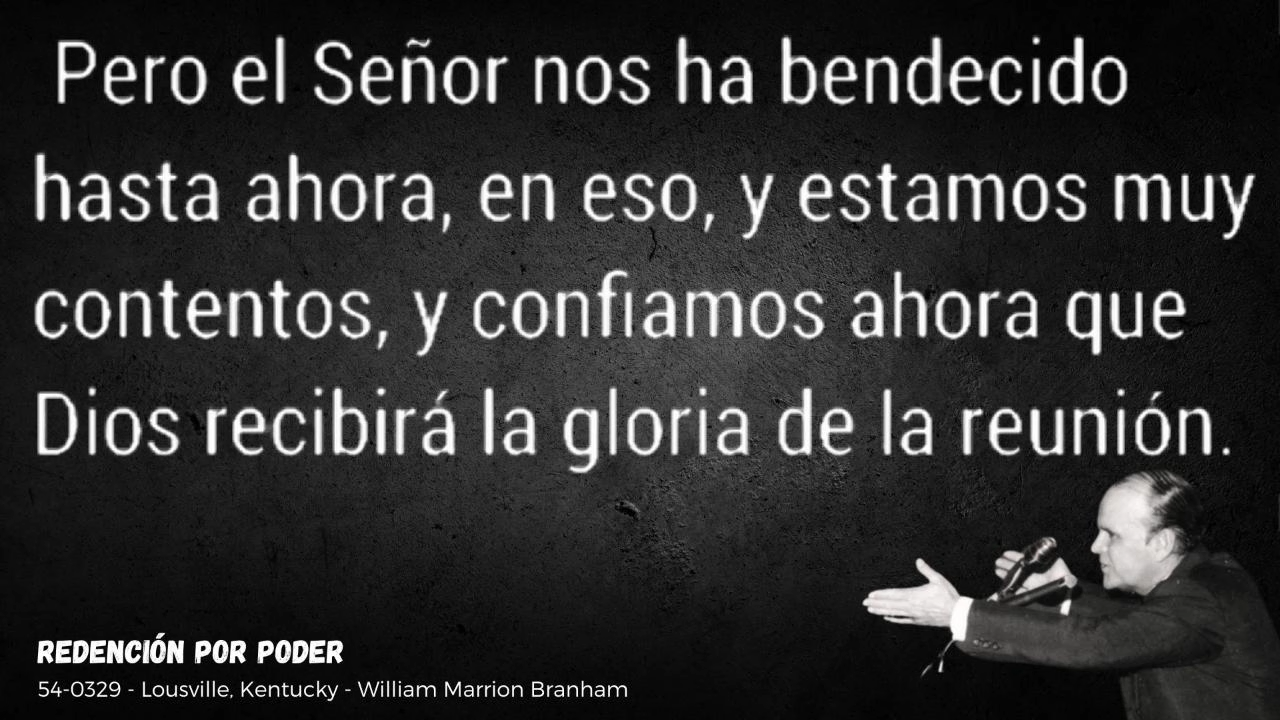 Pero el Señor nos ha bendecido
hasta ahora, en eso, y estamos muy
contentos, y confiamos ahora que
Dios recibirá la gloria de la reunión.
REDENCIÓN POR PODER
54-0329 - Lousville, Kentucky - William Marrion Branham